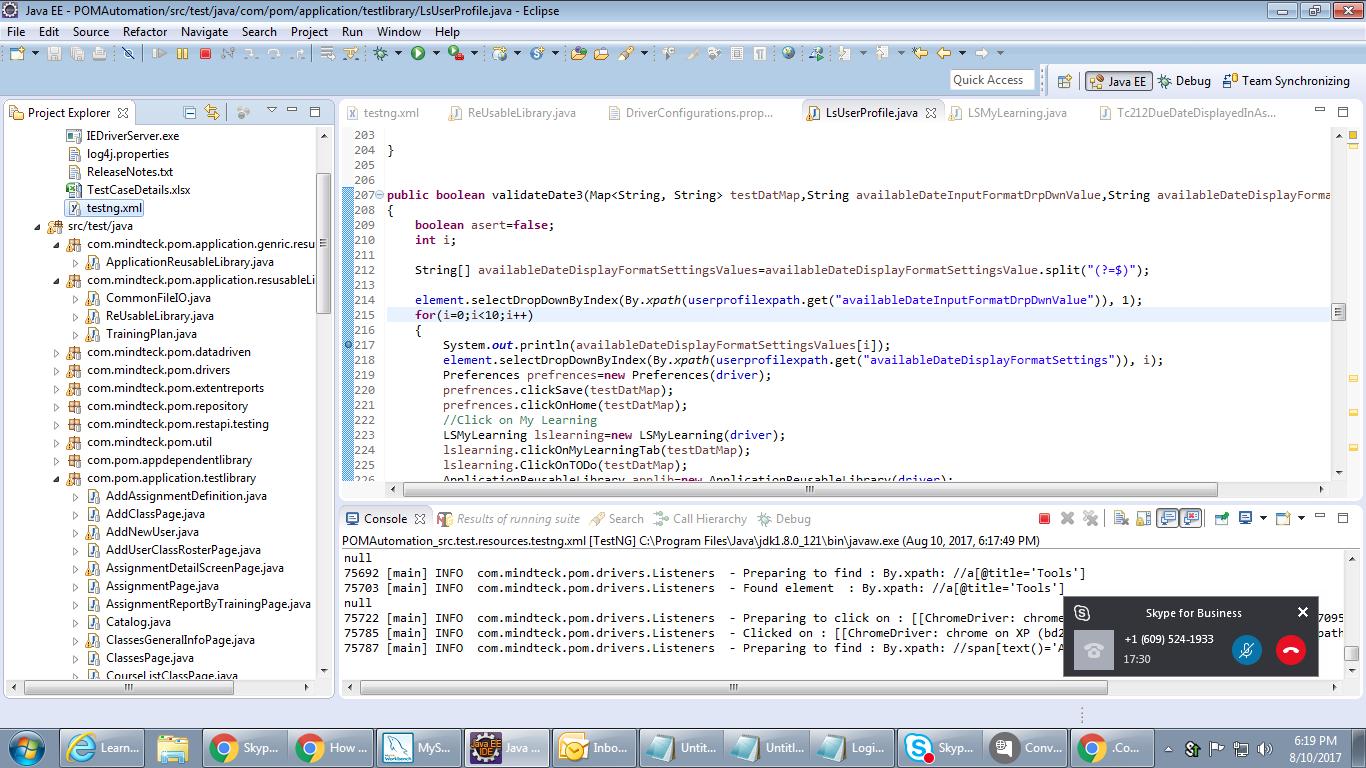 Java EE - POMAutomation/src/test/java/com/pom/application/testlibrary/LsUserProfile.java - Eclipse
File Edit Source Refactor Navigate Search Project Run Window Help
Quick Access Java EE Debug Team Synchronizing
Project Explorer
IEDriverServer.exe
log4j.properties
ReleaseNotes.txt
TestCaseDetails.xlsx
testng.xml
src/test/java
com.mindteck.pom.application.genric.resu
ApplicationReusableLibrary.java
com.mindteck.pom.application.resusableLi
CommonFileIO.java
ReUsableLibrary.java
TrainingPlan.java
com.mindteck.pom.datadriven
com.mindteck.pom.drivers
com.mindteck.pom.extentreports
com.mindteck.pom.repository
com.mindteck.pom.restapi.testing
com.mindteck.pom.util
com.pom.appdependentlibrary
com.pom.application.testlibrary
AddAssignmentDefinition.java
AddClassPage.java
AddNewUser.java
AddUserClassRosterPage.java
AssignmentDetailScreenPage.java
AssignmentPage.java
AssignmentReportByTrainingPage.java
Catalog.java
ClassesGeneralInfoPage.java
ClassesPage.java
CourseListClassPage.java
testng.xml ReUsableLibrary.java DriverConfigurations.prop... LsUserProfile.java LSMyLearning.java Tc212DueDateDisplayedInAs...
203
204 }
205
206
207 public boolean validateDate3(Map<String, String> testDatMap,String availableDateInputFormatDrpDwnValue,String availableDateDisplayForma
208 {
209 boolean asert=false;
210 int i;
211
212 String[] availableDateDisplayFormatSettingsValues=availableDateDisplayFormatSettingsValue.split("(?=$)");
213
214 element.selectDropDownByIndex(By.xpath(userprofilexpath.get("availableDateInputFormatDrpDwnValue")), 1);
215 for(i=0;i<10;i++)
216 {
217 System.out.println(availableDateDisplayFormatSettingsValues[i]);
218 element.selectDropDownByIndex(By.xpath(userprofilexpath.get("availableDateDisplayFormatSettings")), i);
219 Preferences prefrences=new Preferences(driver);
220 prefrences.clickSave(testDatMap);
221 prefrences.clickOnHome(testDatMap);
222 //Click on My Learning
223 LSMyLearning lslearning=new LSMyLearning(driver);
224 lslearning.clickOnMyLearningTab(testDatMap);
225 lslearning.ClickOnTODo(testDatMap);
226 ApplicationReusableLibrary applib=new ApplicationReusableLibrary(driver);
Console Results of running suite Search Call Hierarchy Debug
POMAutomation_src.test.resources.testng.xml [TestNG] C:\Program Files\Java\jdk1.8.0_121\bin\javaw.exe (Aug 10, 2017, 6:17:49 PM)
null
75692 [main] INFO com.mindteck.pom.drivers.Listeners - Preparing to find : By.xpath: //a[@title='Tools']
75703 [main] INFO com.mindteck.pom.drivers.Listeners - Found element : By.xpath: //a[@title='Tools']
null
75722 [main] INFO com.mindteck.pom.drivers.Listeners - Preparing to click on : [[ChromeDriver: chrome 7095
75785 [main] INFO com.mindteck.pom.drivers.Listeners - Clicked on : [[ChromeDriver: chrome on XP (bd2 path
75787 [main] INFO com.mindteck.pom.drivers.Listeners - Preparing to find : By.xpath: //span[text()='A
Skype for Business
+1 (609) 524-1933
17:30
Learn... Skyp... How ... MyS... Java ... Inbo... Untit... Untitl... Logi... Skyp... Conv... .Co...
6:19 PM
8/10/2017